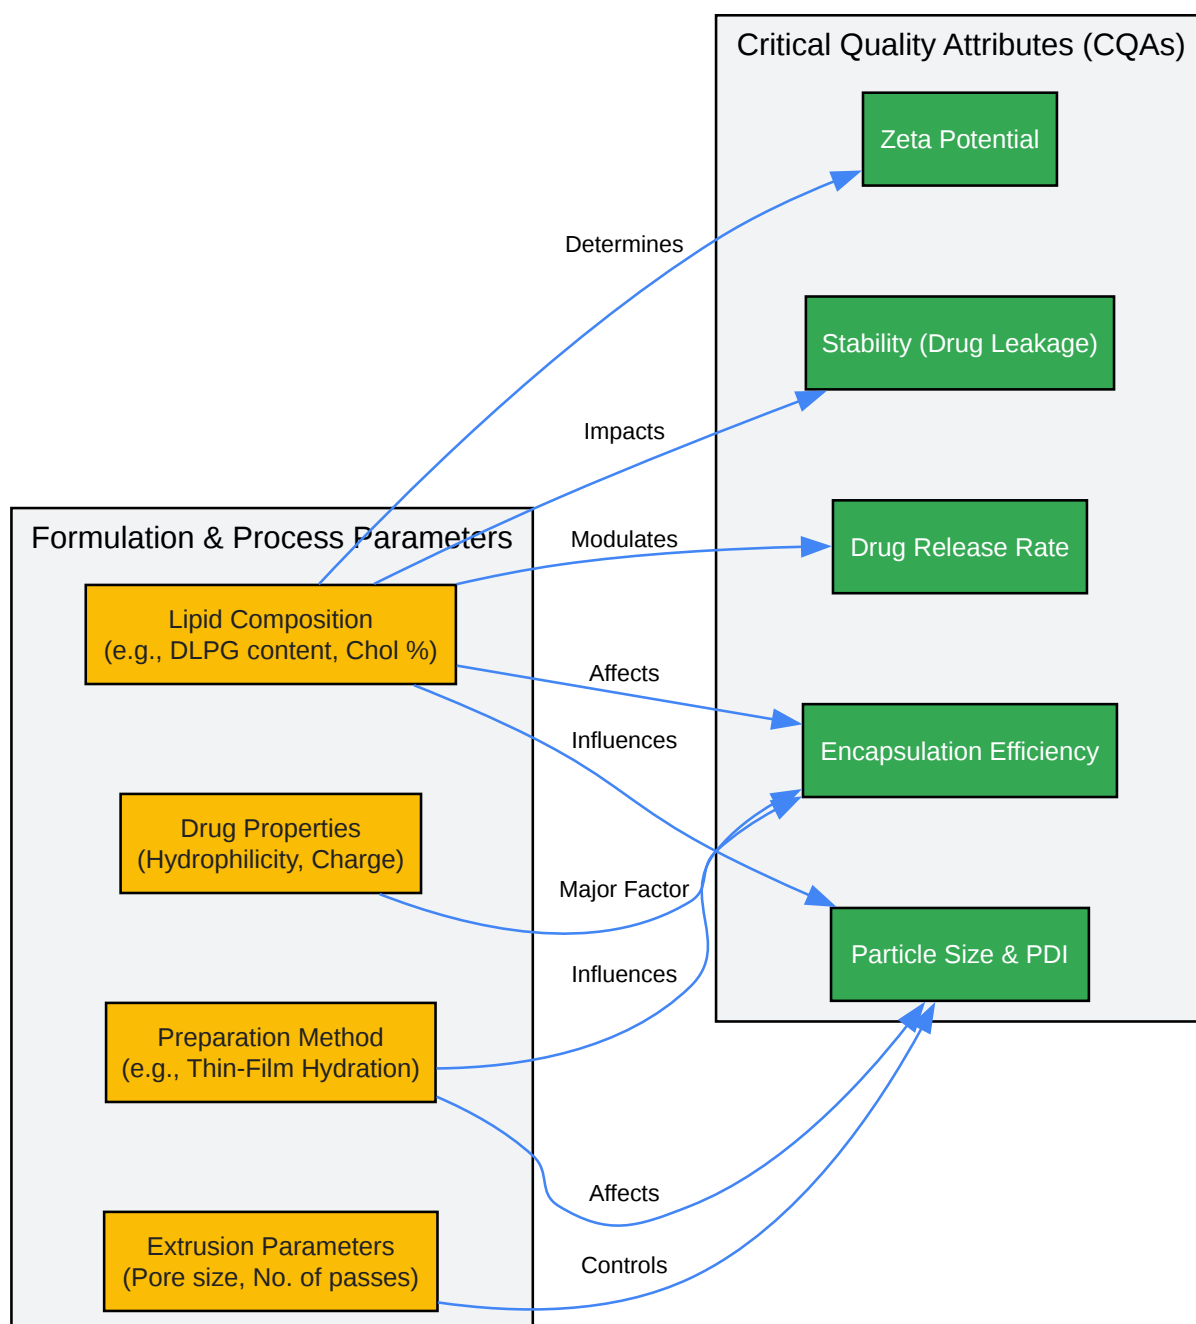 Critical Quality Attributes (CQAs)
Zeta Potential
Determines
Stability (Drug Leakage)
Impacts
Formulation & Process Parameters
Modulates
Drug Release Rate
Lipid Composition
(e.g., DLPG content, Chol %)
Affects
Influences
Encapsulation Efficiency
Drug Properties
(Hydrophilicity, Charge)
Major Factor
Influences
Particle Size & PDI
Preparation Method
(e.g., Thin-Film Hydration)
Affects
Extrusion Parameters
(Pore size, No. of passes)
Controls